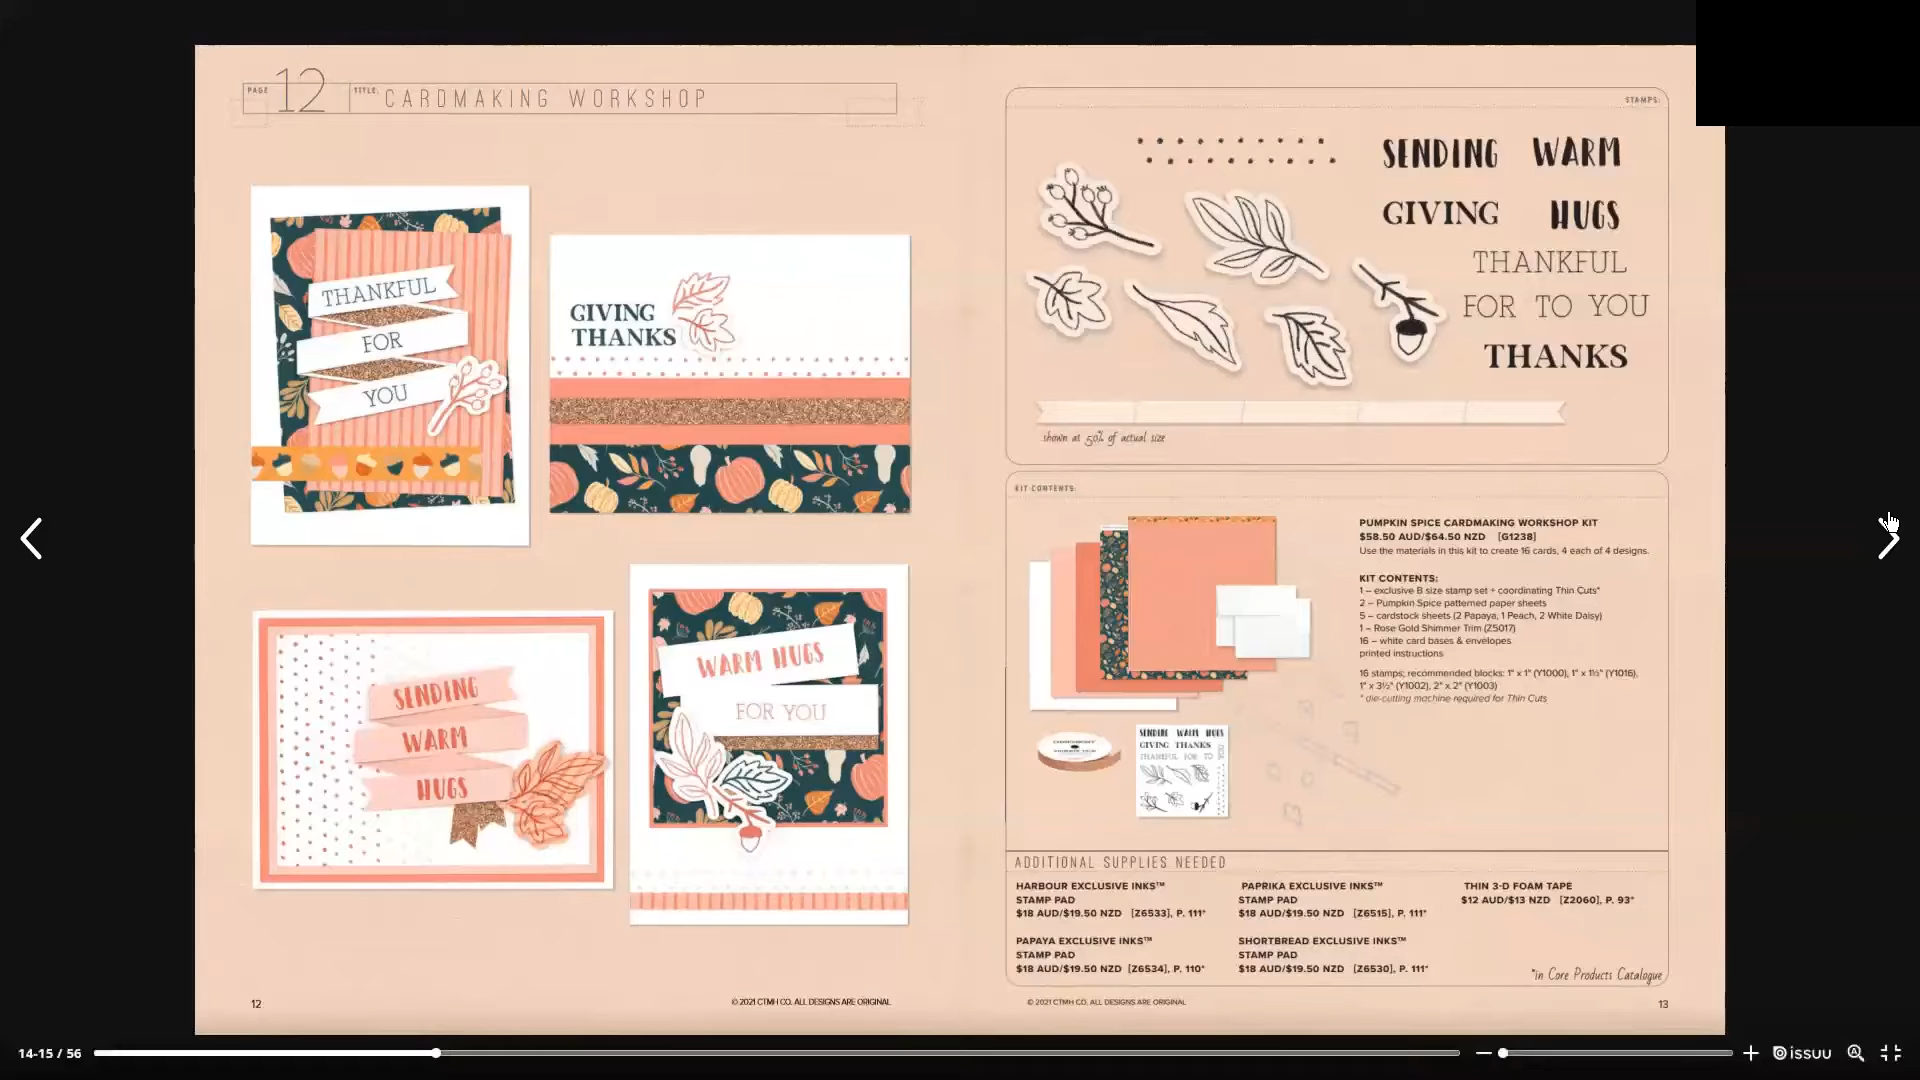 PAGE 12 TITLE: CARDMAKING WORKSHOP
THANKFUL
FOR
YOU
GIVING
THANKS
SENDING
WARM
HUGS
WARM HUGS
FOR YOU
12
© 2021 CTMH CO. ALL DESIGNS ARE ORIGINAL
STAMPS:
SENDING WARM
GIVING HUGS
THANKFUL
FOR TO YOU
THANKS
shown at 50% of actual size
KIT CONTENTS:
PUMPKIN SPICE CARDMAKING WORKSHOP KIT
$58.50 AUD/$64.50 NZD [G1238]
Use the materials in this kit to create 16 cards, 4 each of 4 designs.
KIT CONTENTS:
1 – exclusive B size stamp set + coordinating Thin Cuts*
2 – Pumpkin Spice patterned paper sheets
5 – cardstock sheets (2 Papaya, 1 Peach, 2 White Daisy)
1 – Rose Gold Shimmer Trim (Z5017)
16 – white card bases & envelopes
printed instructions
16 stamps; recommended blocks: 1" x 1" (Y1000), 1" x 1½" (Y1016),
1" x 3½" (Y1002), 2" x 2" (Y1003)
* die-cutting machine required for Thin Cuts
SENDING WARM HUGS
GIVING THANKS
THANKFUL FOR TO YOU
ADDITIONAL SUPPLIES NEEDED
HARBOUR EXCLUSIVE INKS™
STAMP PAD
$18 AUD/$19.50 NZD [Z6533], P. 111*
PAPRIKA EXCLUSIVE INKS™
STAMP PAD
$18 AUD/$19.50 NZD [Z6515], P. 111*
THIN 3-D FOAM TAPE
$12 AUD/$13 NZD [Z2060], P. 93*
PAPAYA EXCLUSIVE INKS™
STAMP PAD
$18 AUD/$19.50 NZD [Z6534], P. 110*
SHORTBREAD EXCLUSIVE INKS™
STAMP PAD
$18 AUD/$19.50 NZD [Z6530], P. 111*
*in Core Products Catalogue
© 2021 CTMH CO. ALL DESIGNS ARE ORIGINAL
13
14-15 / 56
issuu